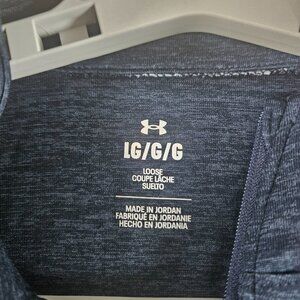 LG/G/G
LOOSE
COUPE LÂCHE
SUELTO
MADE IN JORDAN
FABRIQUÉ EN JORDANIE
HECHO EN JORDANIA